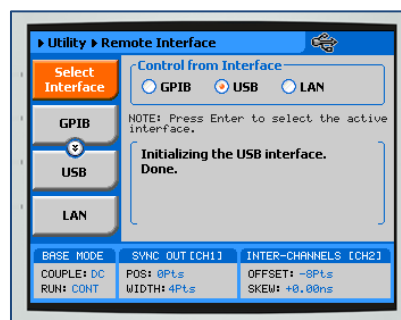 Utility Remote Interface
Select
Interface
Control from Interface
GPIB USB LAN
NOTE: Press Enter to select the active
interface.
GPIB
Initializing the USB interface.
Done.
USB
LAN
BASE MODE SYNC OUT [CH1] INTER-CHANNELS [CH2]
COUPLE: DC POS: 0Pts OFFSET: -8Pts
RUN: CONT WIDTH: 4Pts SKEW: +0.00ns